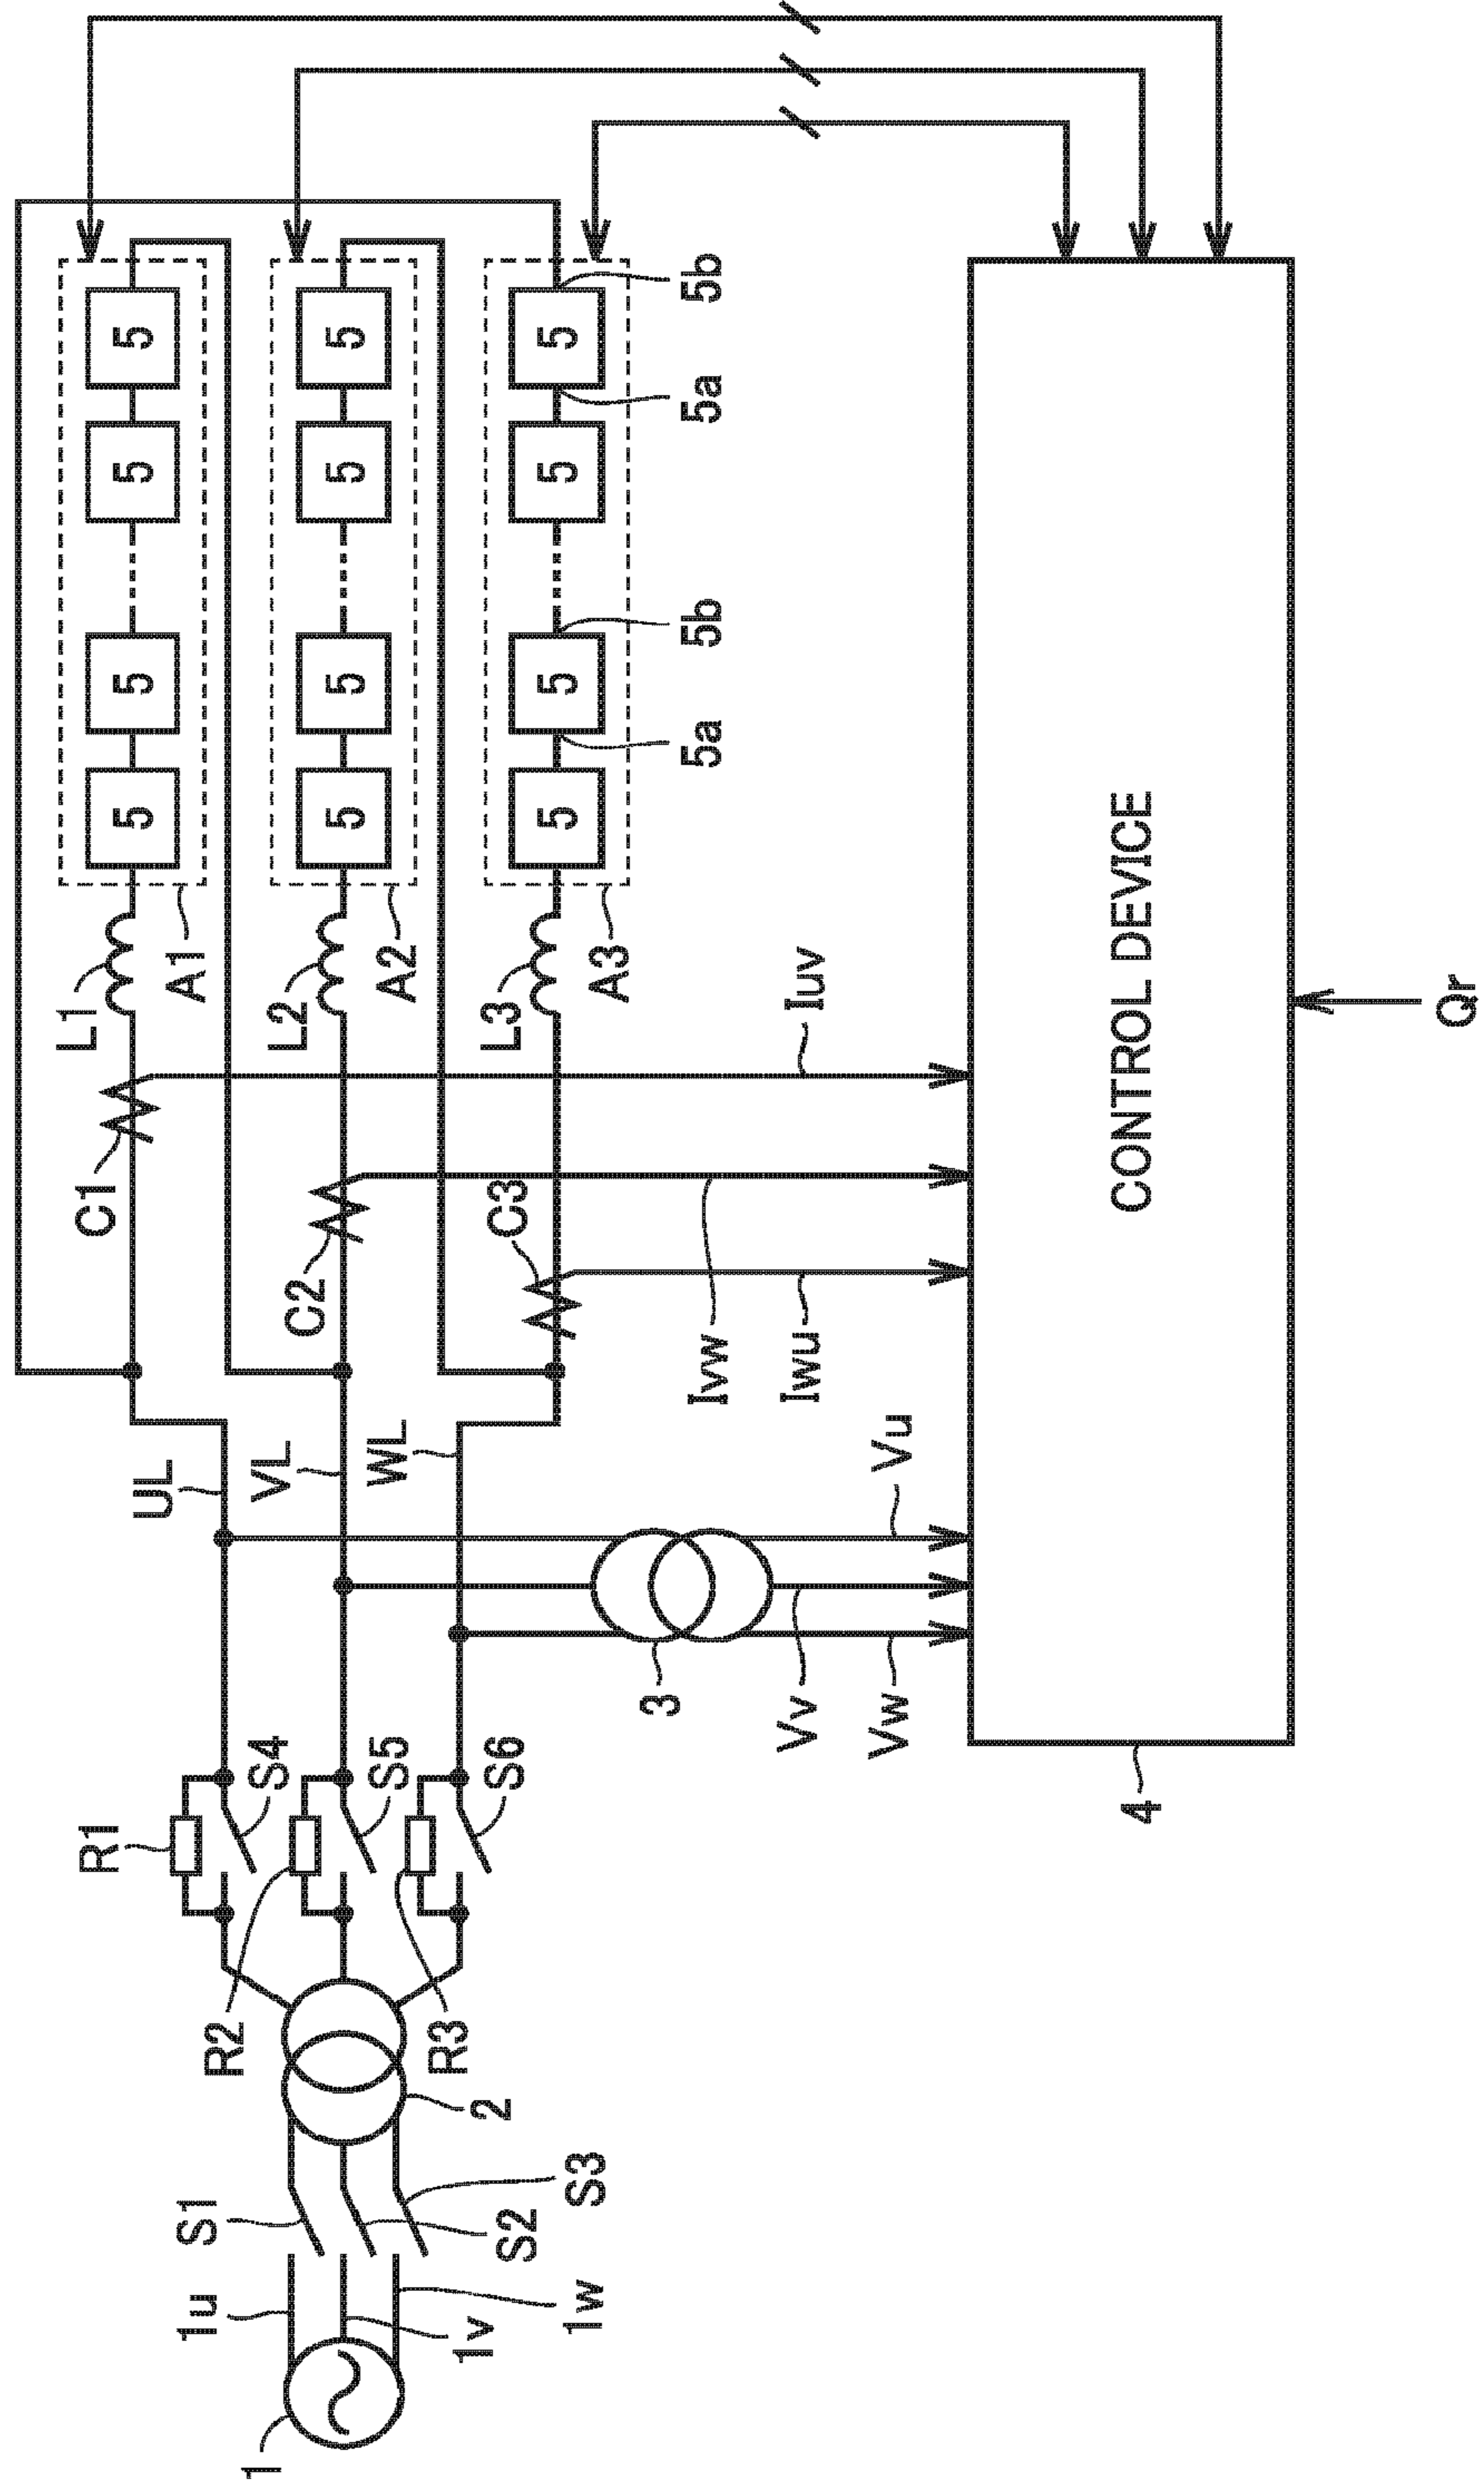 1
1u
1v
1w
S1
S2
S3
2
R1
R2
R3
S4
S5
S6
UL
VL
WL
3
Vu
Vv
Vw
C1
C2
C3
Iuv
Ivw
Iwu
L1
L2
L3
A1
A2
A3
5 5 5 5
5 5 5 5
5 5 5 5
5a 5b 5a 5b
CONTROL DEVICE
4
Qr